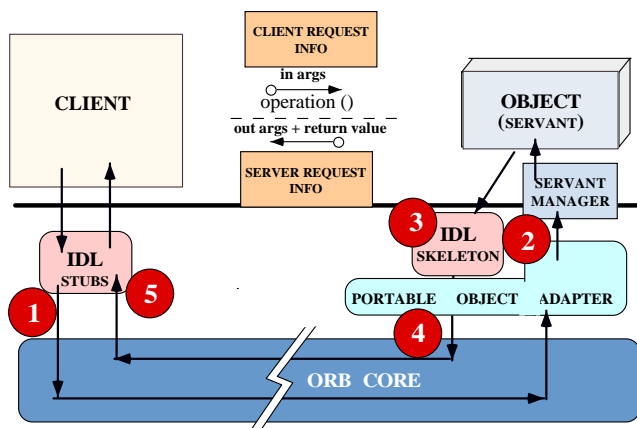 CLIENT REQUEST
INFO
in args
operation ()
out args + return value
SERVER REQUEST
INFO
CLIENT
OBJECT
(SERVANT)
SERVANT
MANAGER
3
2
IDL
SKELETON
IDL
STUBS
1
5
PORTABLE OBJECT ADAPTER
4
ORB CORE